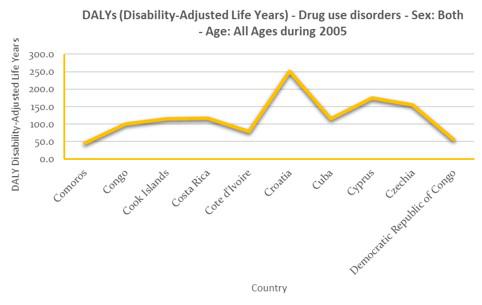 DALYs (Disability-Adjusted Life Years) - Drug use disorders - Sex: Both
- Age: All Ages during 2005
DALY Disability-Adjusted Life Years
300.0
250.0
200.0
150.0
100.0
50.0
0.0
Comoros
Congo
Cook Islands
Costa Rica
Cote d'Ivoire
Croatia
Cuba
Cyprus
Czechia
Democratic Republic of Congo
Country